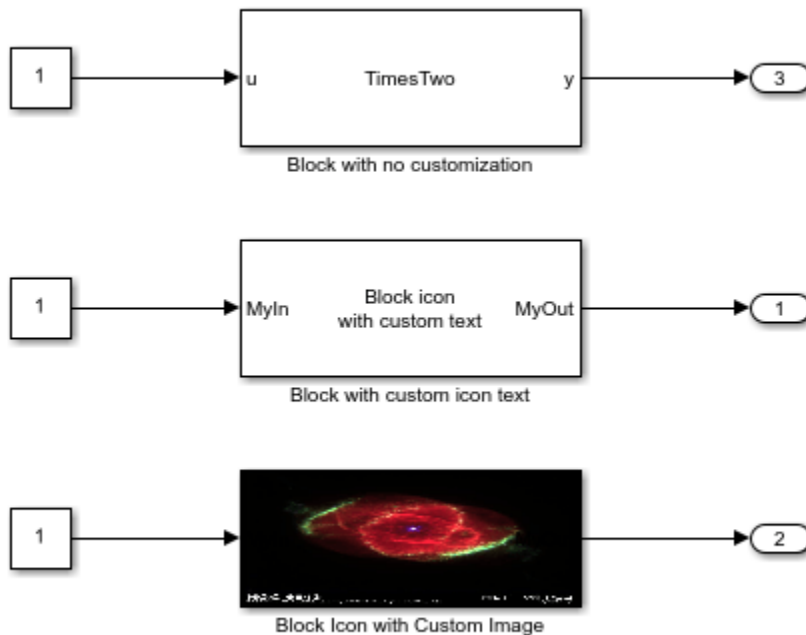 1
u
TimesTwo
y
3
Block with no customization
1
MyIn
Block icon
with custom text
MyOut
1
Block with custom icon text
1
2
Block Icon with Custom Image